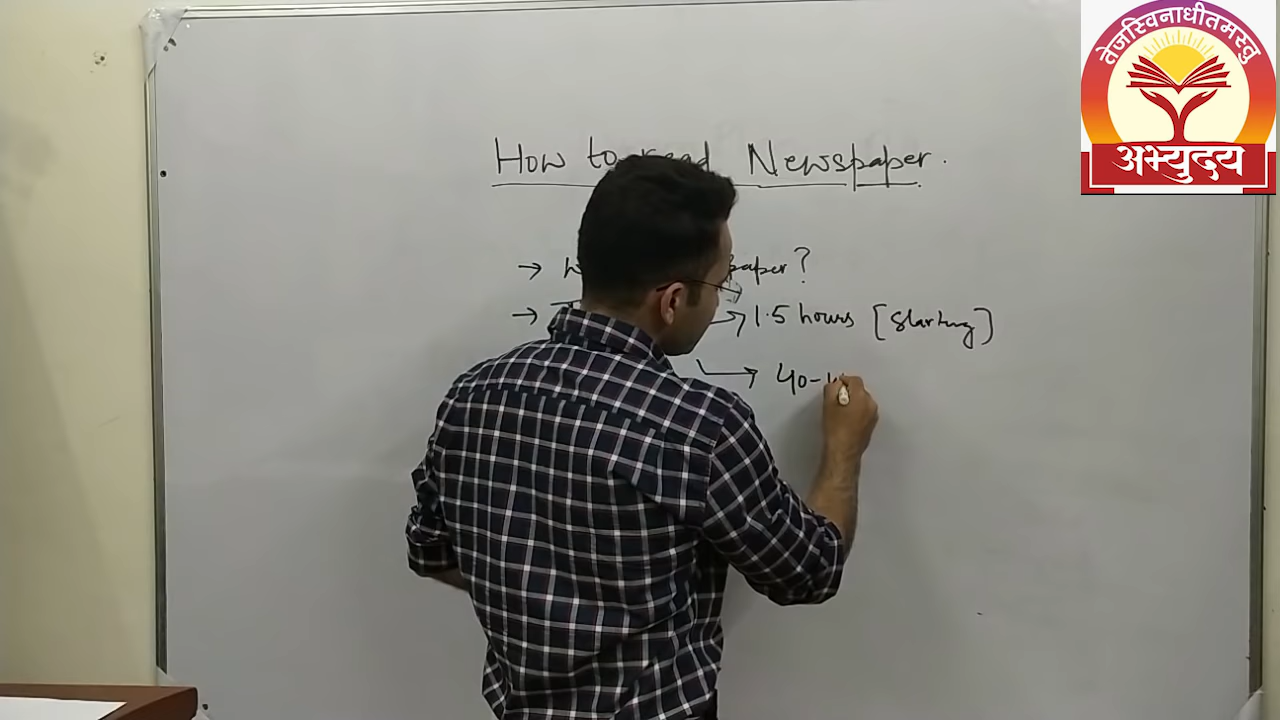 तेजस्विनाधीतमस्तु
अभ्युदय
How to read Newspaper.
→ paper?
→ → 1.5 hours [Starting]
→ 40-